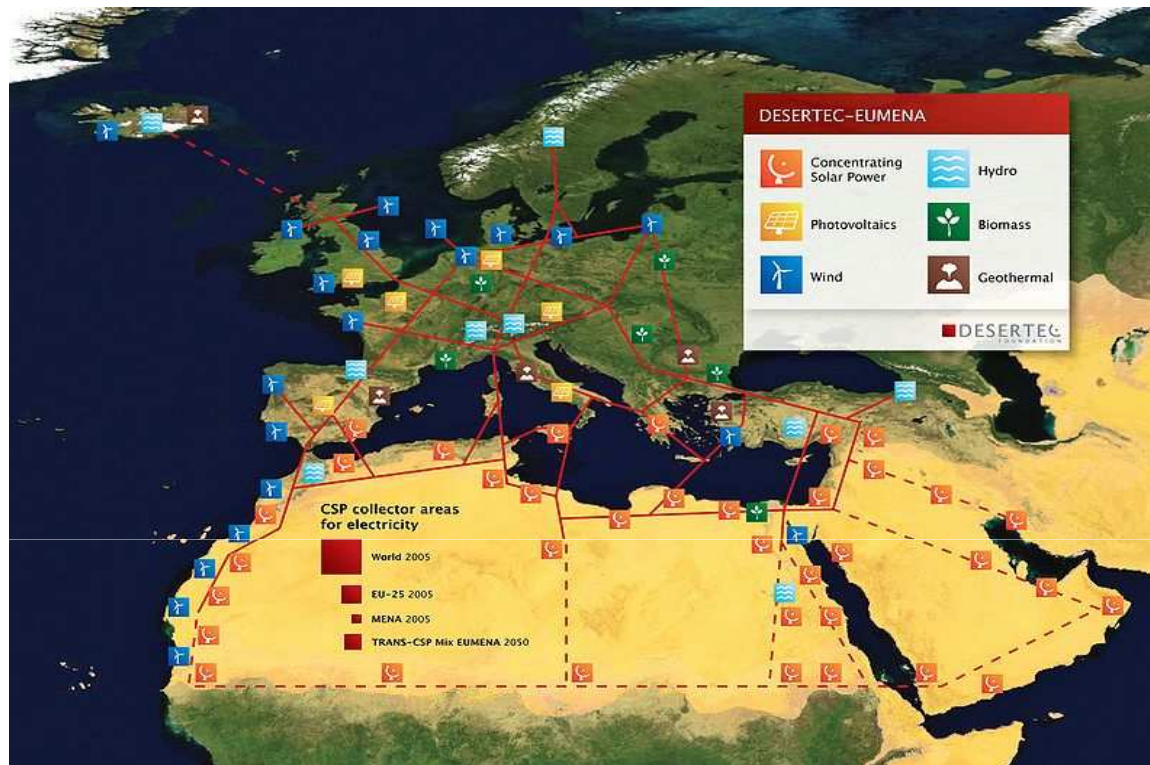 DESERTEC-EUMENA
Concentrating
Solar Power
Hydro
Photovoltaics
Biomass
Wind
Geothermal
DESERTEC
FOUNDATION
CSP collector areas
for electricity
World 2005
EU-25 2005
MENA 2005
TRANS-CSP Mix EUMENA 2050